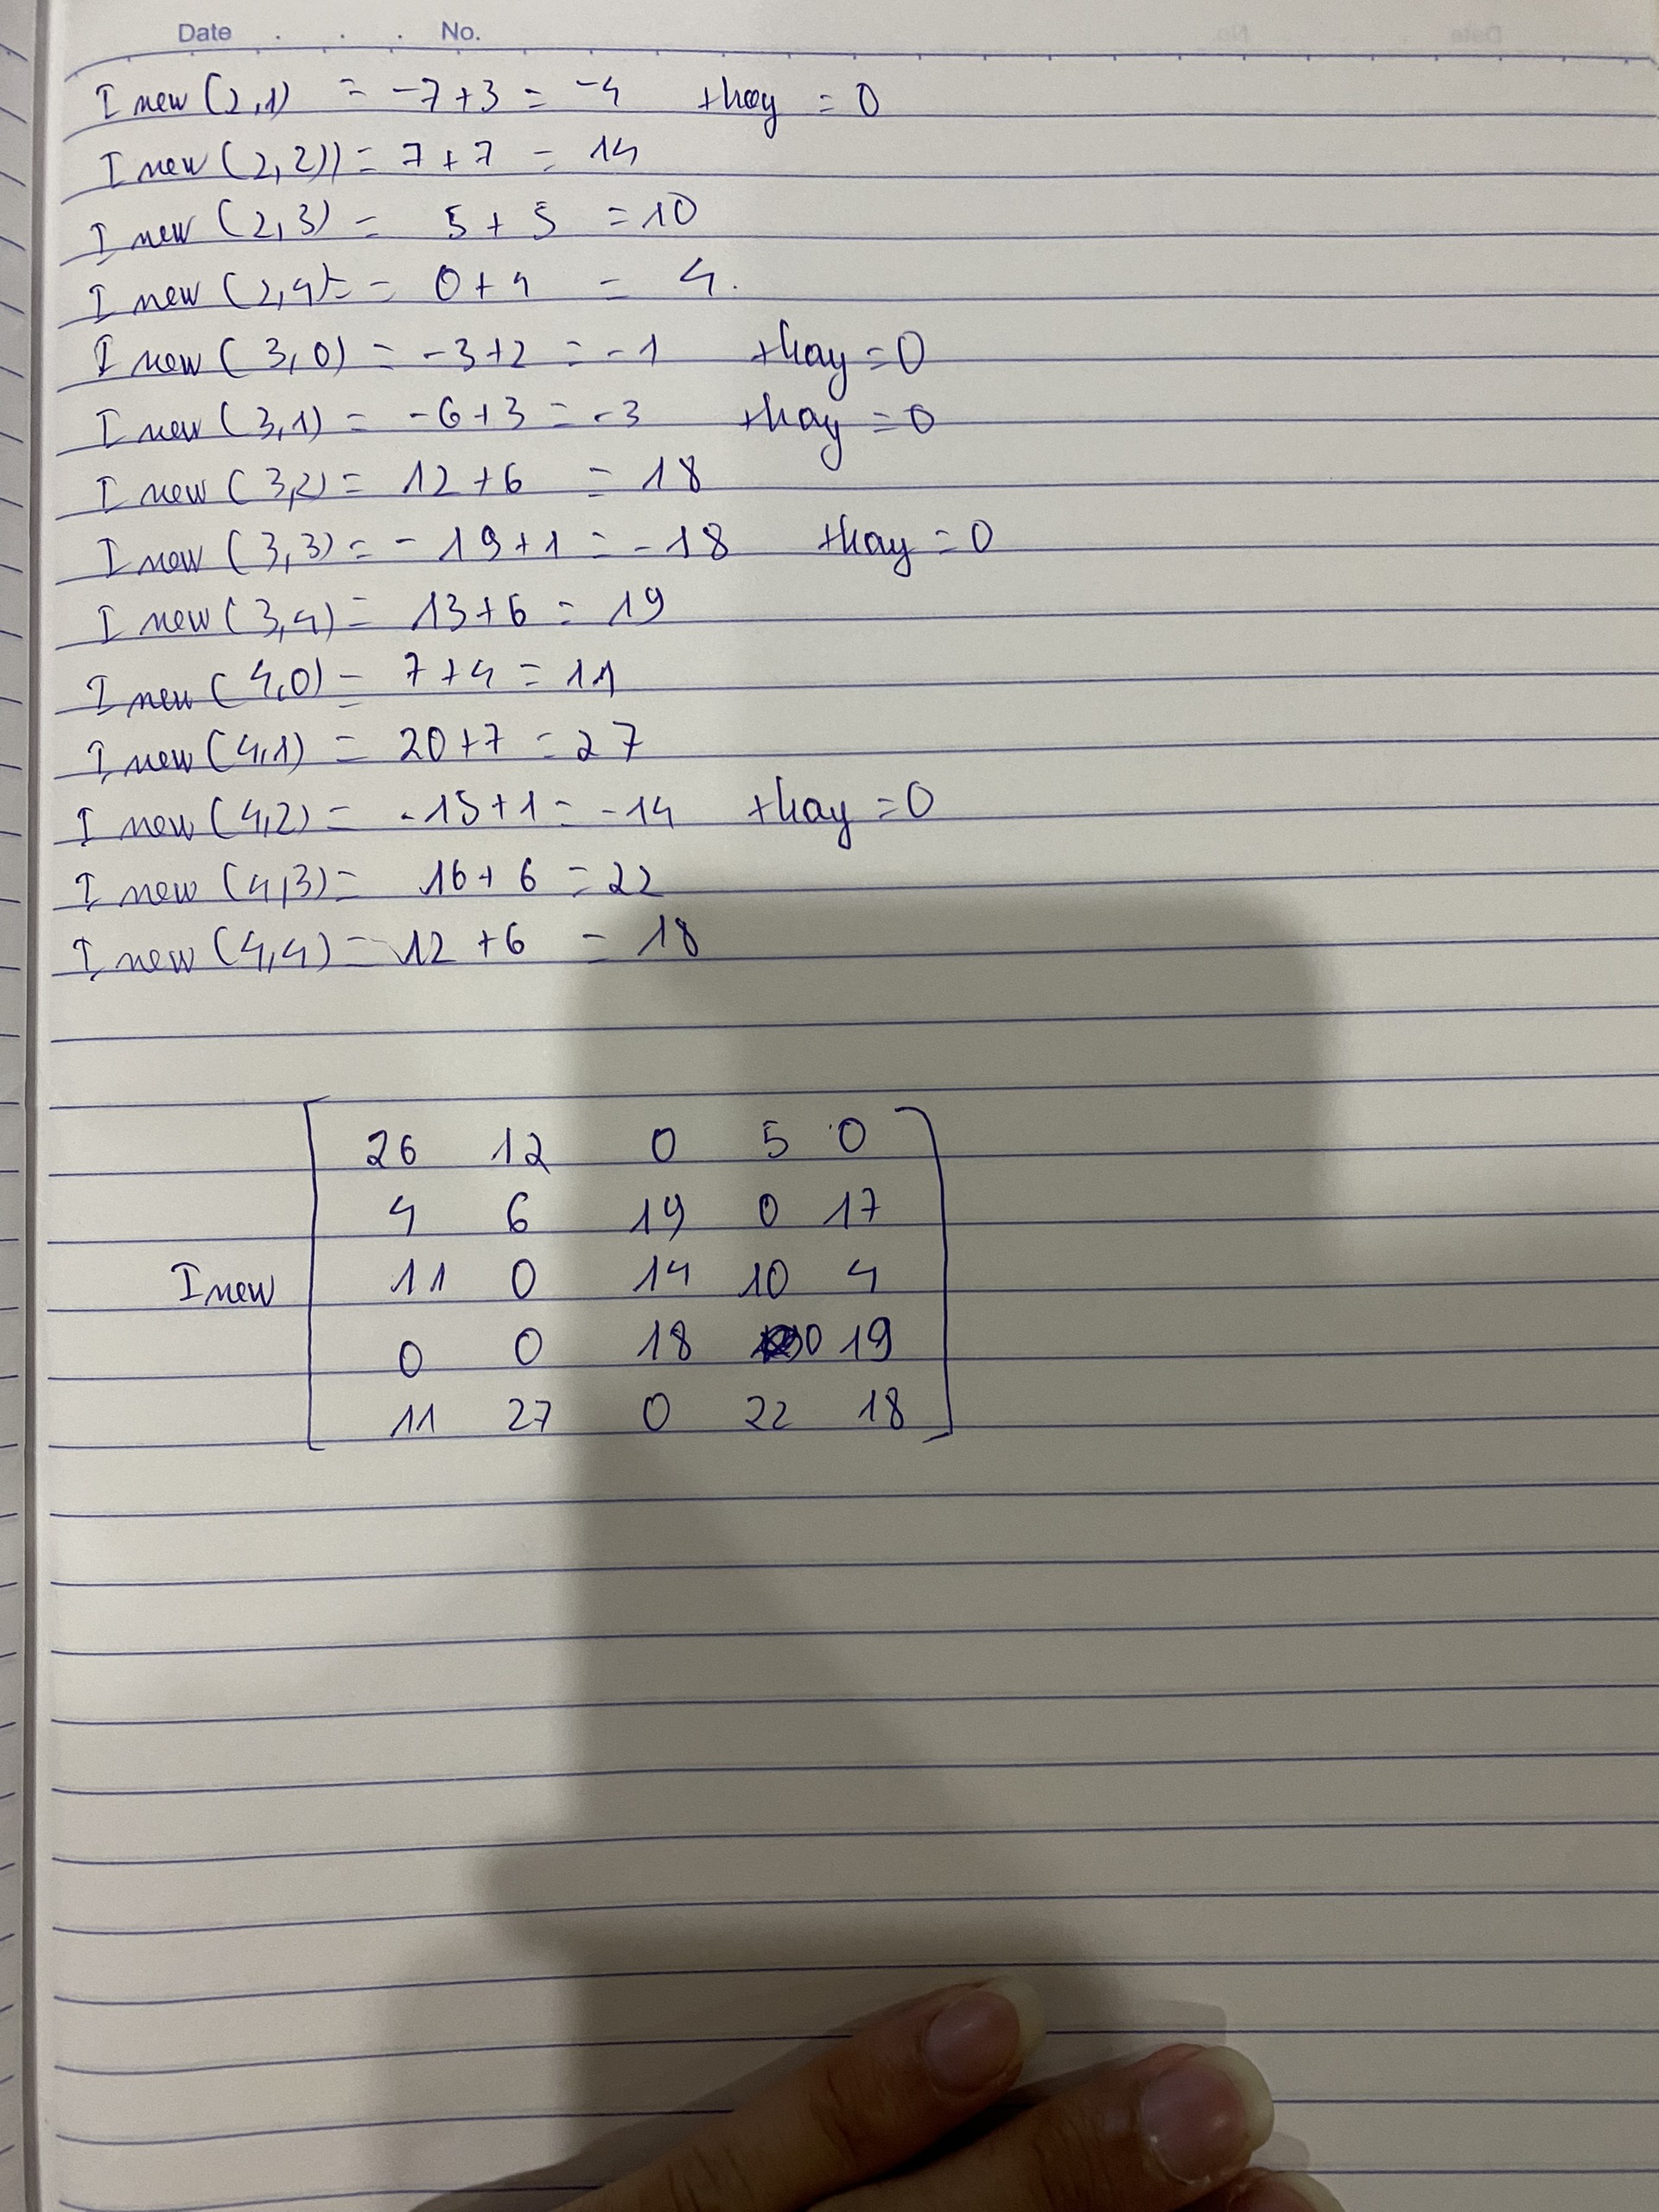 Date . . . No.
I new (2,1) = -7+3 = -4 thay = 0
I new (2,2)) = 7+7 = 14
I new (2,3) = 5+5 = 10
I new (2,4) = = 0+4 = 4.
I new (3,0) = -3+2 = -1 thay = 0
I new (3,1) = -6+3 = -3 thay = 0
I new (3,2) = 12+6 = 18
I new (3,3) = -19+1 = -18 thay = 0
I new (3,4) = 13+6 = 19
I new (4,0) = 7+4 = 11
I new (4,1) = 20+7 = 27
I new (4,2) = -15+1 = -14 thay = 0
I new (4,3) = 16+6 = 22
I new (4,4) = 12+6 = 18
26 12 0 5 0
4 6 19 0 17
I new 11 0 14 10 4
0 0 18 0 19
11 27 0 22 18